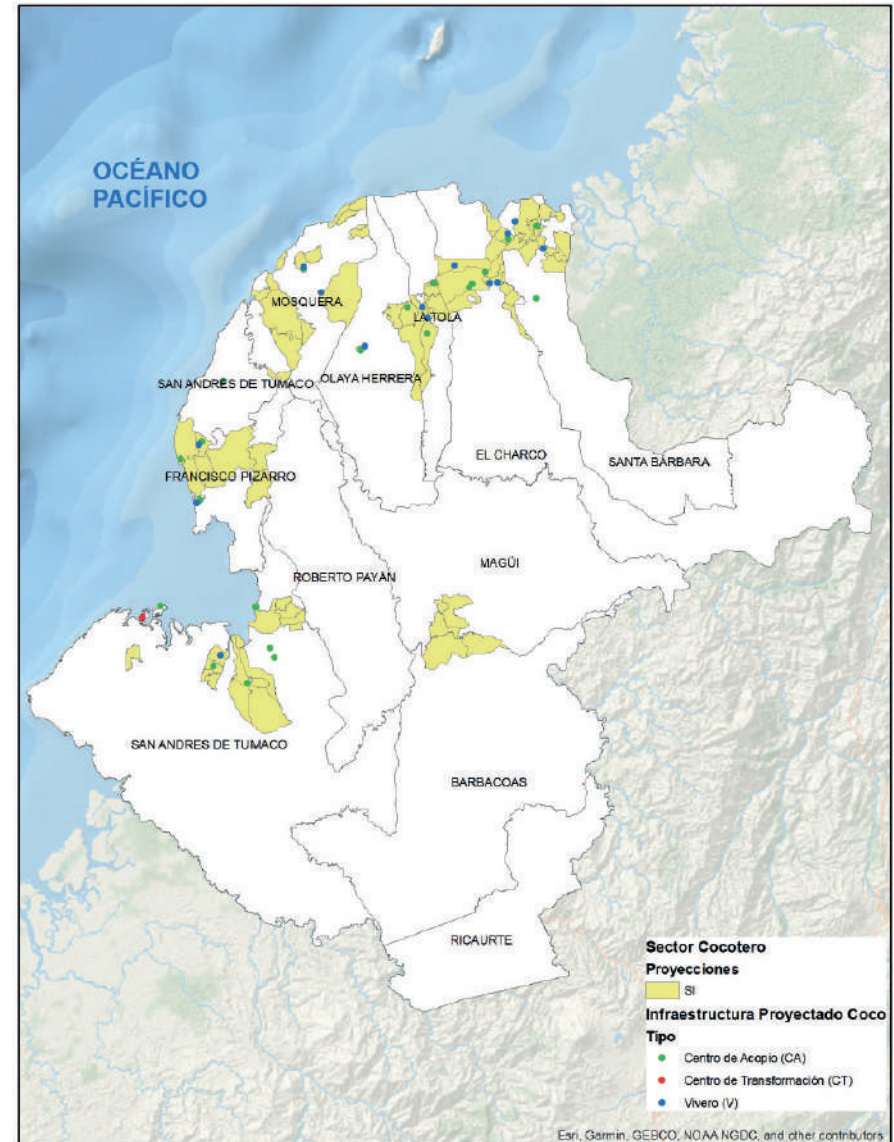 OCÉANO
PACÍFICO
MOSQUERA
LA TOLA
SAN ANDRES DE TUMACO
OLAYA HERRERA
EL CHARCO
SANTA BÁRBARA
FRANCISCO PIZARRO
MAGÜI
ROBERTO PAYÁN
SAN ANDRES DE TUMACO
BARBACOAS
RICAURTE
Sector Cocotero
Proyecciones
SI
Infraestructura Proyectado Coco
Tipo
Centro de Acopio (CA)
Centro de Transformación (CT)
Vivero (V)
Esri, Garmin, GEBCO, NOAA NGDC, and other contributors